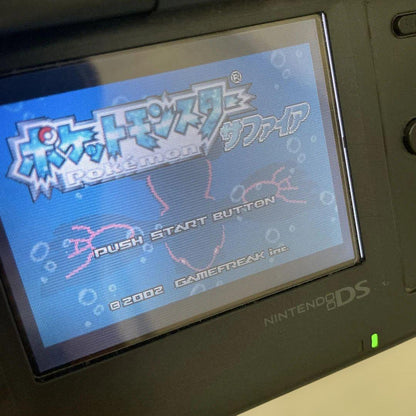 ポケットモンスター®
サファイア
Pokémon
PUSH START BUTTON
©2002 GAMEFREAK inc.
NINTENDO DS